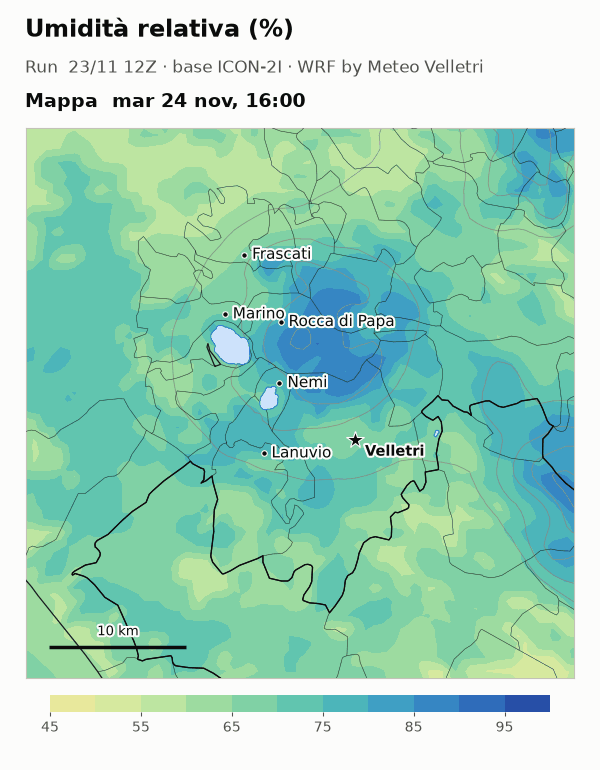 Umidità relativa (%)
Run  23/11 12Z · base ICON-2I · WRF by Meteo Velletri
Mappa  mar 24 nov, 16:00
Frascati
Marino
Rocca di Papa
Nemi
Velletri
Lanuvio
10 km
45 55 65 75 85 95